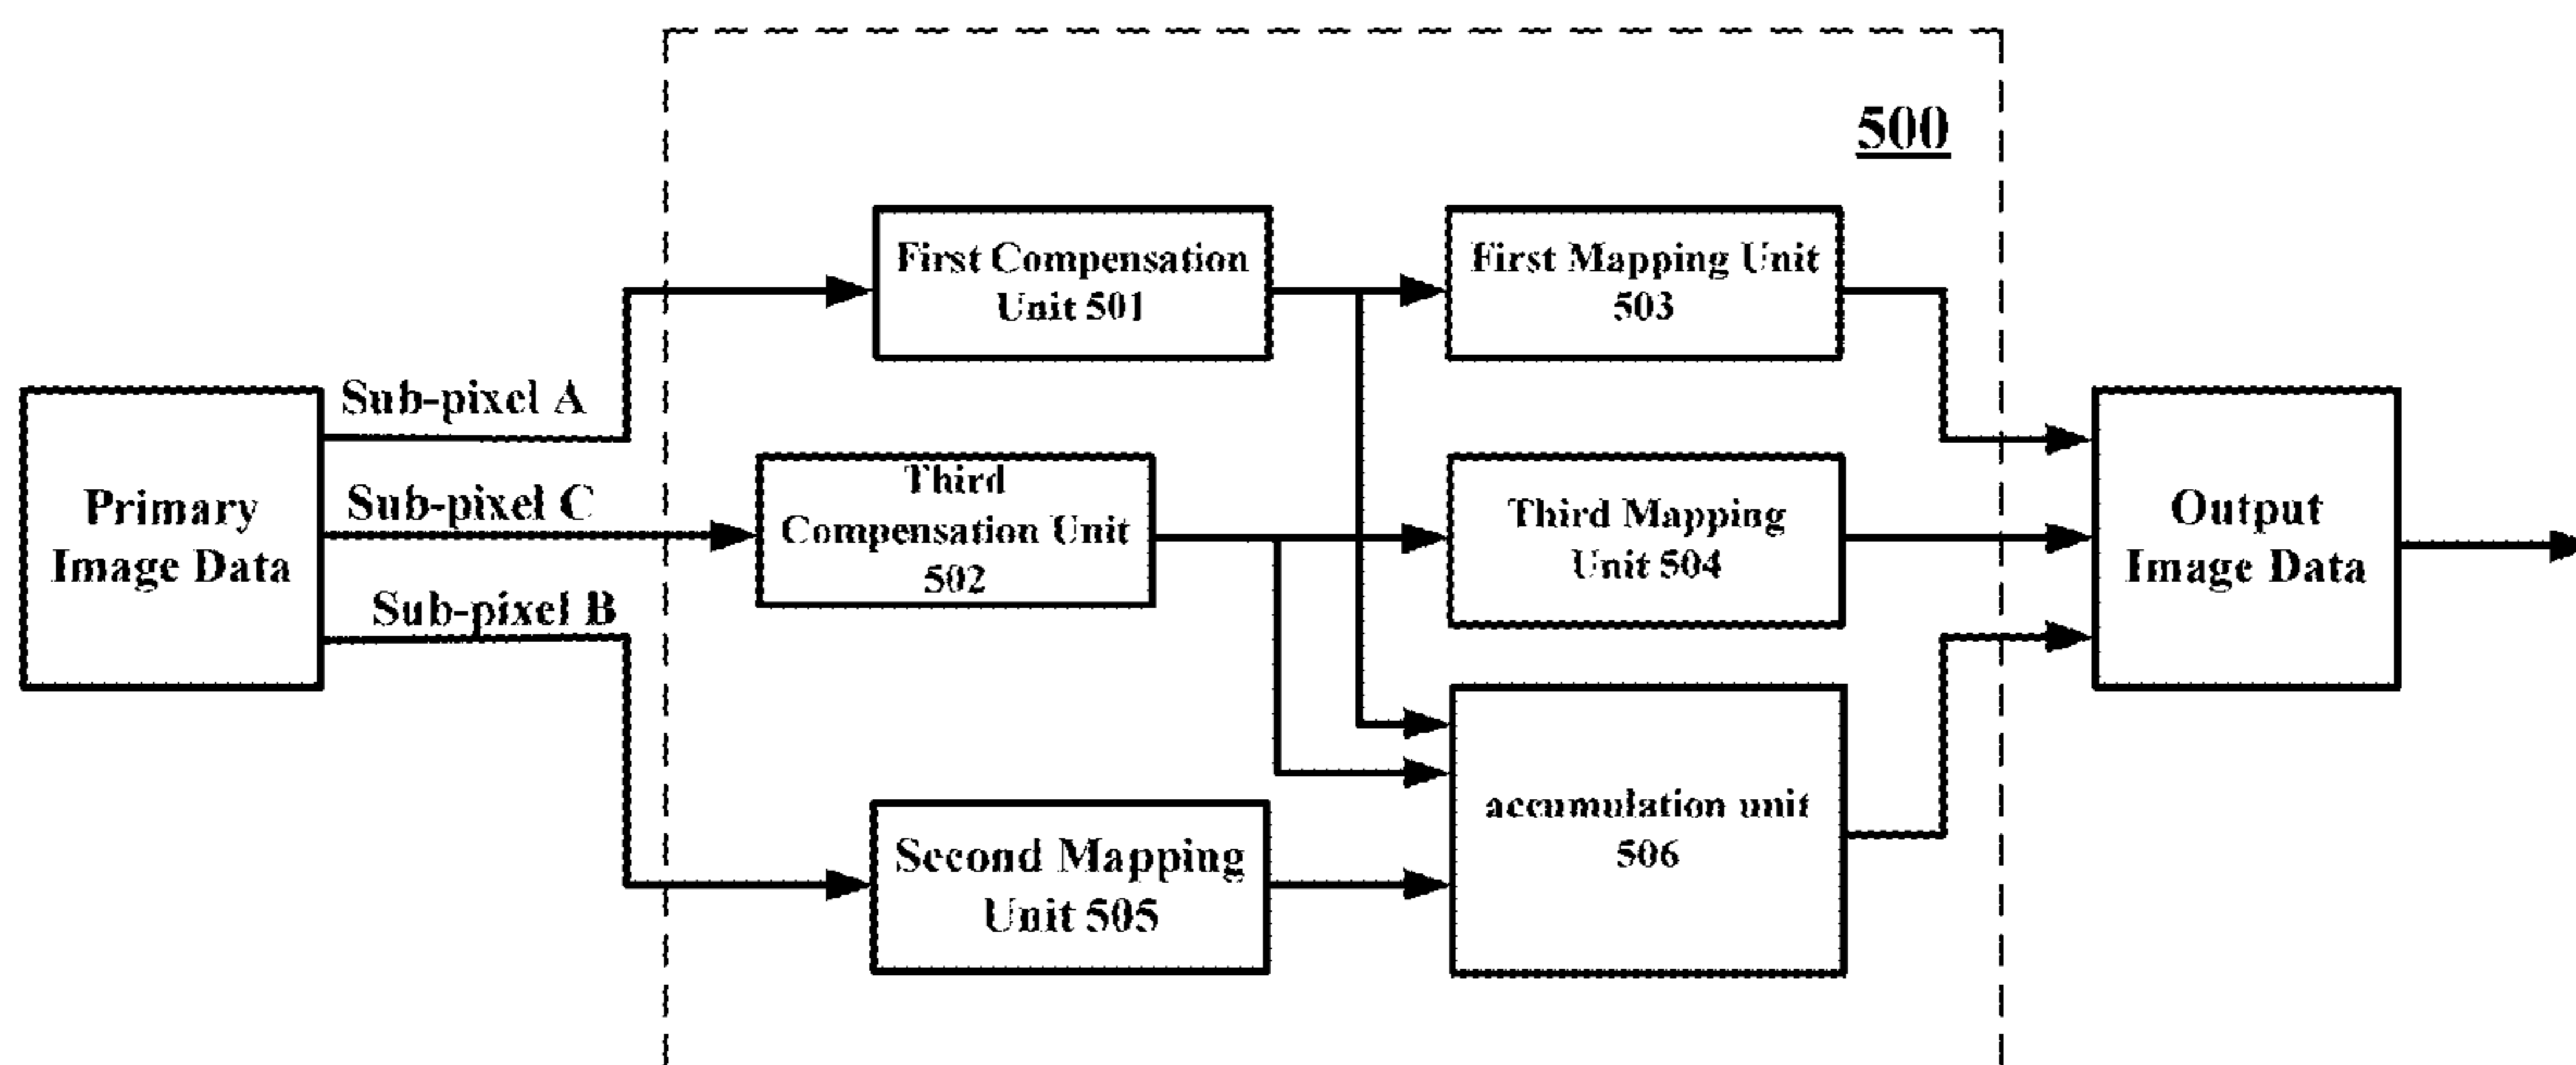 500
First Compensation
Unit 501
First Mapping Unit
503
Sub-pixel A
Primary
Image Data
Sub-pixel C
Third
Compensation Unit
502
Third Mapping
Unit 504
Output
Image Data
Sub-pixel B
Second Mapping
Unit 505
accumulation unit
506